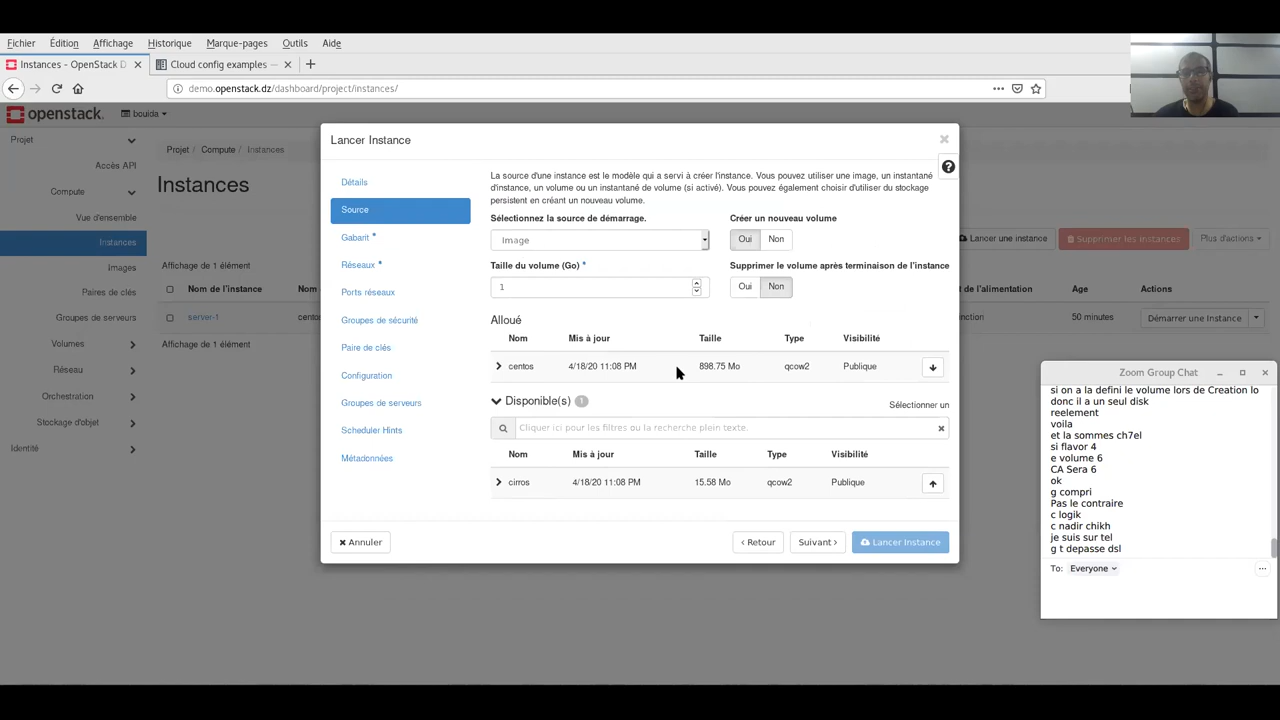 Fichier Édition Affichage Historique Marque-pages Outils Aide
Instances - OpenStack D
Cloud config examples
demo.openstack.dz/dashboard/project/instances/
openstack. bouida
Projet
Accès API
Compute
Vue d'ensemble
Instances
Images
Paires de clés
Groupes de serveurs
Volumes
Réseau
Orchestration
Stockage d'objet
Identité
Projet / Compute / Instances
Instances
Lancer une instance
Supprimer les instances
Plus d'actions
Affichage de 1 élément
Nom de l'instance
Nom
et de l'alimentation Age Actions
server-1
cento
nction 50 minutes Démarrer une Instance
Affichage de 1 élément
Lancer Instance
Détails
Source
Gabarit *
Réseaux *
Ports réseaux
Groupes de sécurité
Paire de clés
Configuration
Groupes de serveurs
Scheduler Hints
Métadonnées
La source d'une instance est le modèle qui a servi à créer l'instance. Vous pouvez utiliser une image, un instantané
d'instance, un volume ou un instantané de volume (si activé). Vous pouvez également choisir d'utiliser du stockage
persistent en créant un nouveau volume.
Sélectionnez la source de démarrage. Créer un nouveau volume
Image Oui Non
Taille du volume (Go) * Supprimer le volume après terminaison de l'instance
1 Oui Non
Alloué
Nom Mis à jour Taille Type Visibilité
centos 4/18/20 11:08 PM 898.75 Mo qcow2 Publique
Disponible(s) 1 Sélectionner un
Cliquer ici pour les filtres ou la recherche plein texte.
Nom Mis à jour Taille Type Visibilité
cirros 4/18/20 11:08 PM 15.58 Mo qcow2 Publique
Annuler < Retour Suivant > Lancer Instance
Zoom Group Chat
si on a la defini le volume lors de Creation lo
donc il a un seul disk
reelement
voila
et la sommes ch7el
si flavor 4
e volume 6
CA Sera 6
ok
g compri
Pas le contraire
c logik
c nadir chikh
je suis sur tel
g t depasse dsl
To: Everyone